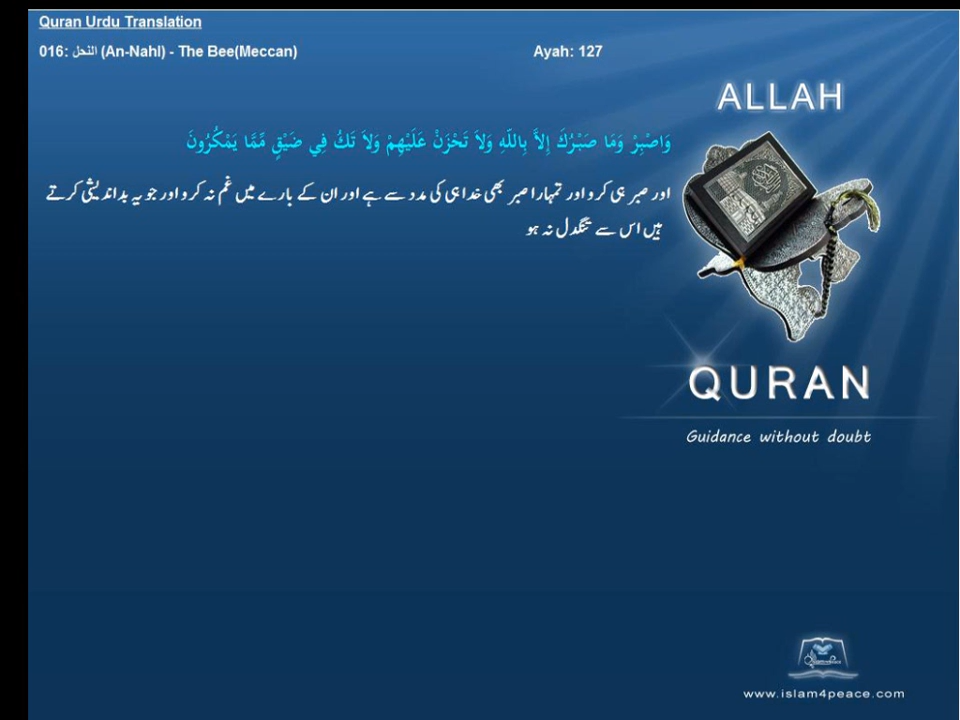 Quran Urdu Translation
016: النحل (An-Nahl) - The Bee(Meccan) Ayah: 127
ALLAH
وَاصْبِرْ وَمَا صَبْرُكَ إِلاَّ بِاللّهِ وَلاَ تَحْزَنْ عَلَيْهِمْ وَلاَ تَكُ فِي ضَيْقٍ مِّمَّا يَمْكُرُونَ
اور صبر ہی کرو اور تمہارا صبر بھی خدا ہی کی مدد سے ہے اور ان کے بارے میں غم نہ کرو اور جو یہ بداندیشی کرتے
ہیں اس سے تنگدل نہ ہو
QURAN
Guidance without doubt
www.islam4peace.com